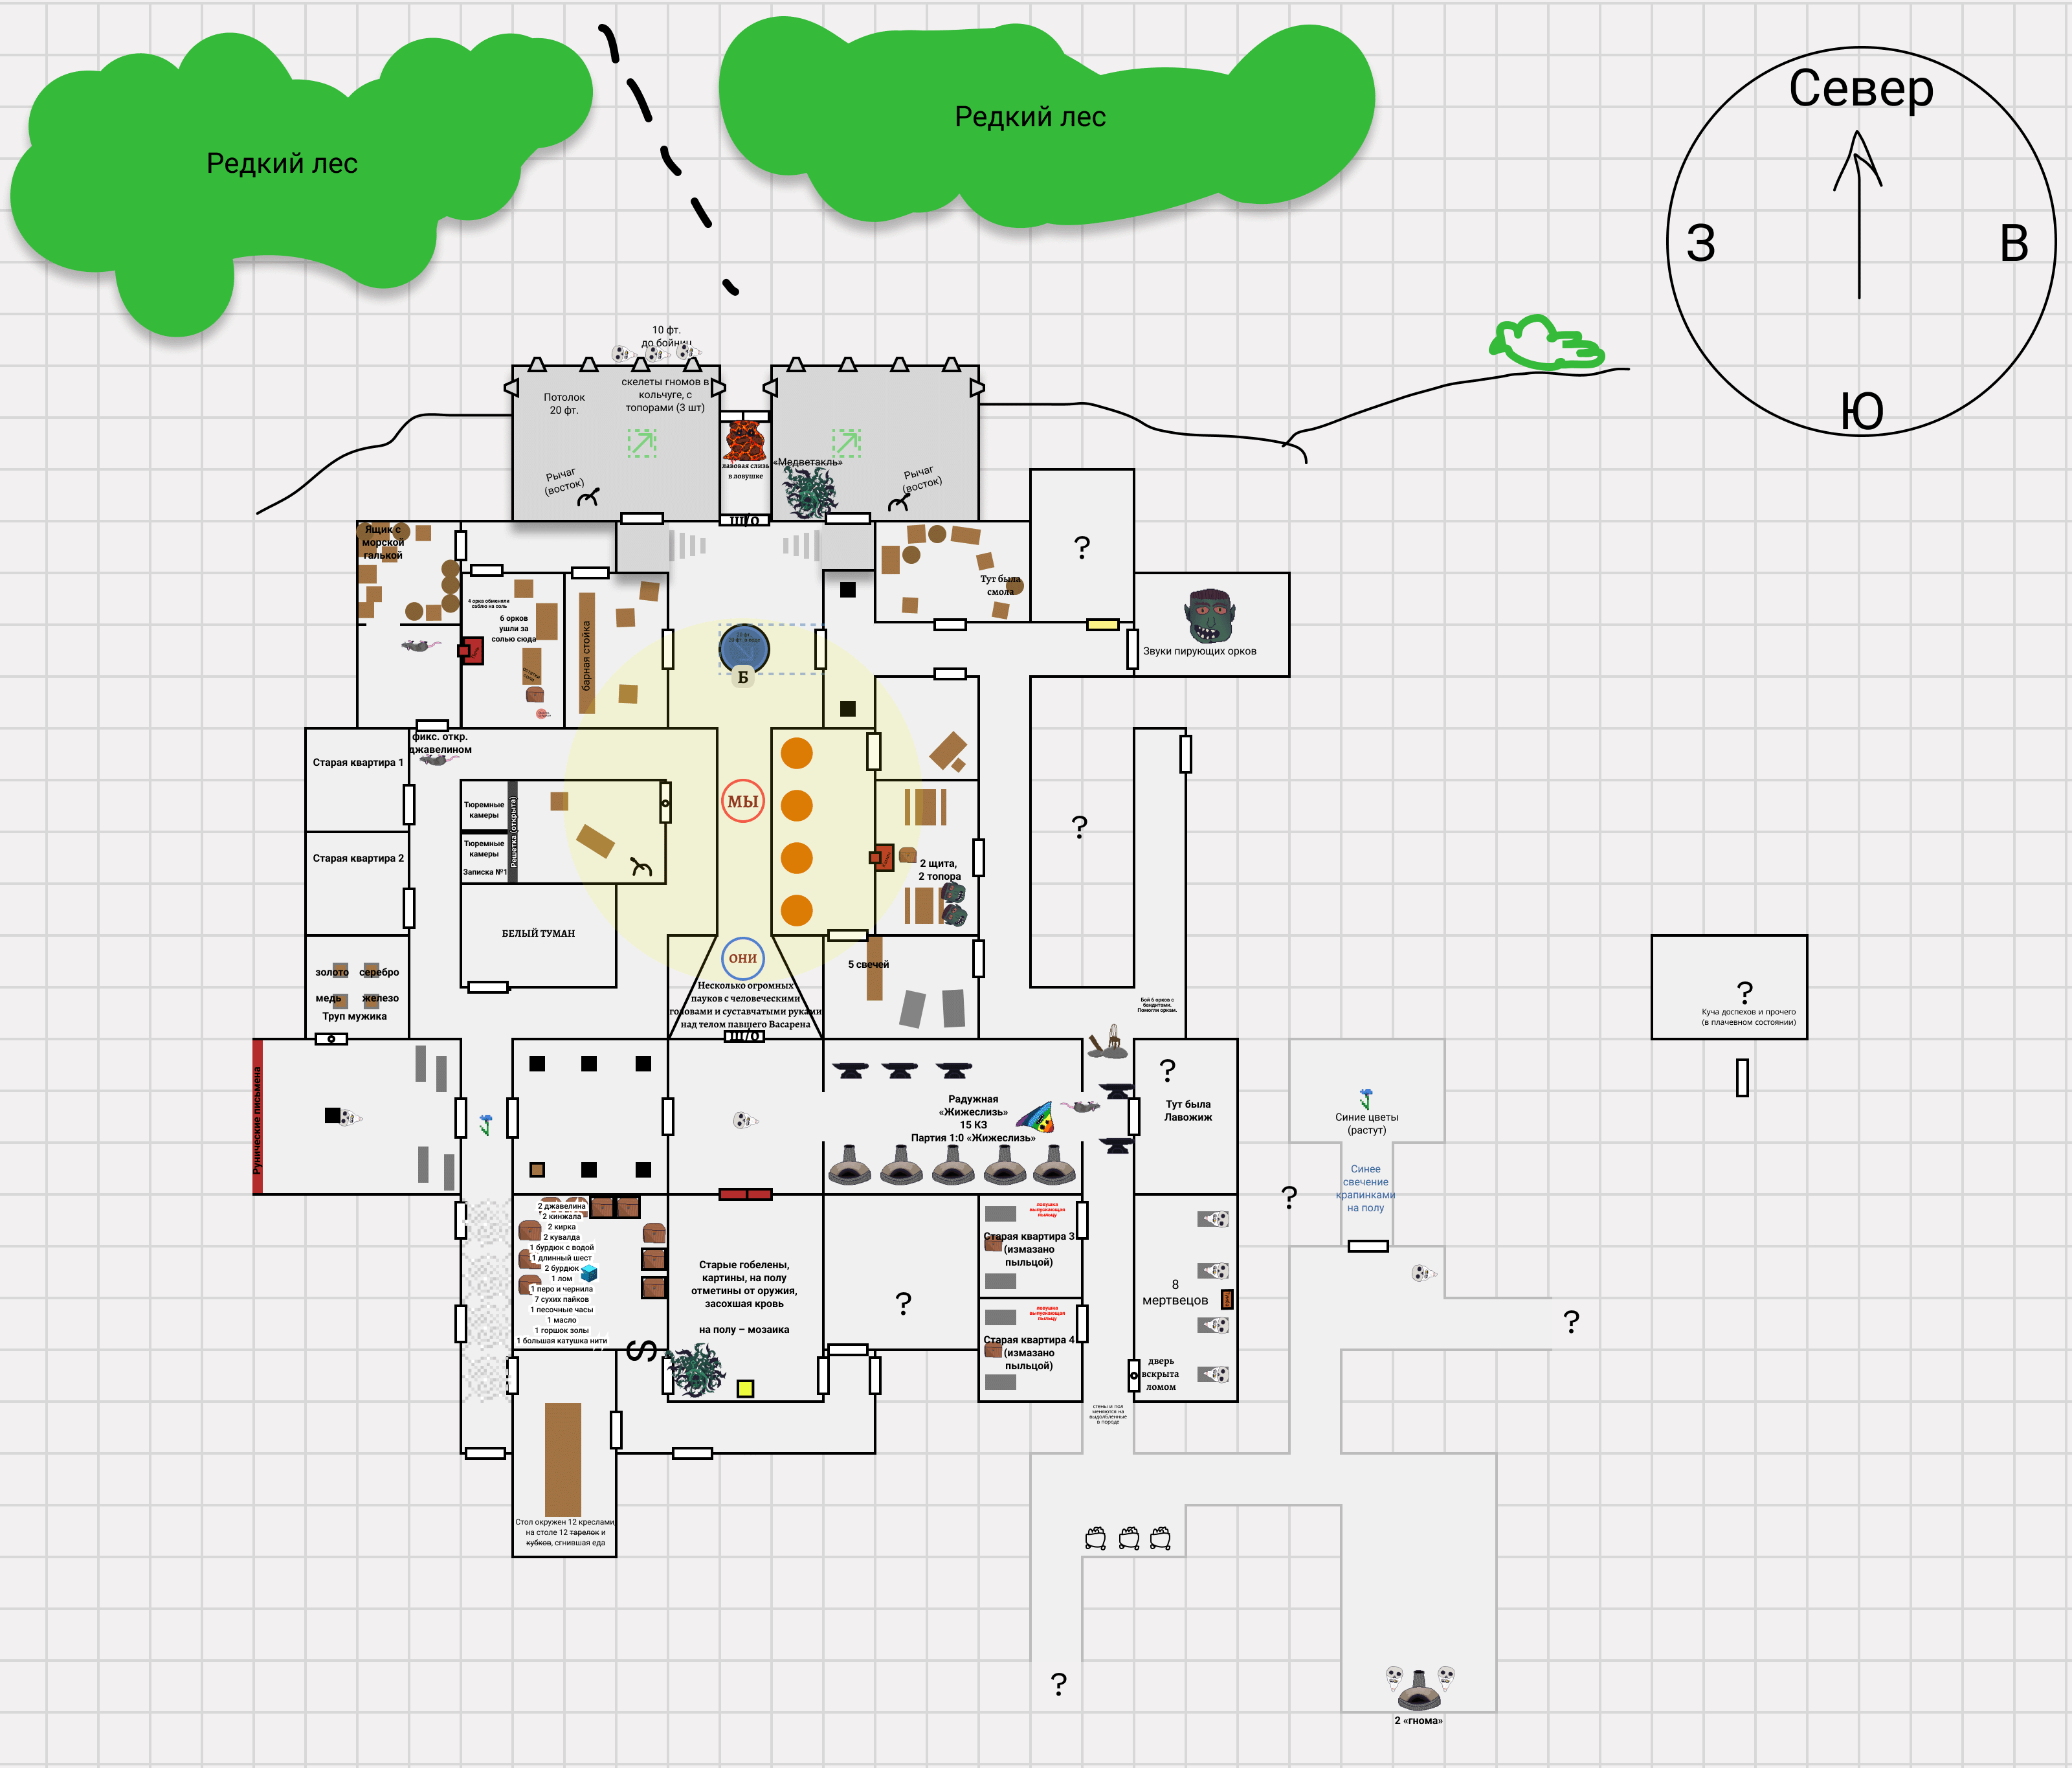 Редкий лес
Редкий лес
Север
З
В
Ю
10 фт.
до бойниц
Потолок
20 фт.
скелеты гномов в
кольчуге, с
топорами (3 шт)
Рычаг
(восток)
лавовая слизь
в ловушке
«Медветакль»
Рычаг
(восток)
Ш/О
Ящик с
морской
галькой
4 орка обменяли
саблю на соль
6 орков
ушли за
солью сюда
барная стойка
Б
Тут была
смола
?
Звуки пирующих орков
фикс. откр.
джавелином
Старая квартира 1
Старая квартира 2
Тюремные
камеры
Тюремные
камеры
Записка №1
Решетка (открыта)
МЫ
2 щита,
2 топора
?
БЕЛЫЙ ТУМАН
ОНИ
5 свечей
золото серебро
медь железо
Труп мужика
Несколько огромных
пауков с человеческими
головами и суставчатыми руками
над телом павшего Васарена
Ш/О
Бой 6 орков с
бандитами.
Помогли оркам.
?
Куча доспехов и прочего
(в плачевном состоянии)
Рунические письмена
Радужная
«Жижеслизь»
15 КЗ
Партия 1:0 «Жижеслизь»
?
Тут была
Лавожиж
Синие цветы
(растут)
Синее
свечение
крапинками
на полу
?
2 джавелина
2 кинжала
2 кирка
2 кувалда
1 бурдюк с водой
1 длинный шест
2 бурдюк
1 лом
1 перо и чернила
7 сухих пайков
1 песочные часы
1 масло
1 горшок золы
1 большая катушка нити
S
Старые гобелены,
картины, на полу
отметины от оружия,
засохшая кровь
на полу – мозаика
?
ловушка
выпускающая
пыльцу
Старая квартира 3
(измазано
пыльцой)
ловушка
выпускающая
пыльцу
Старая квартира 4
(измазано
пыльцой)
8
мертвецов
дверь
вскрыта
ломом
стены и пол
меняются на
выдолбленные
в породе
?
Стол окружен 12 креслами
на столе 12 тарелок и
кубков, сгнившая еда
?
2 «гнома»